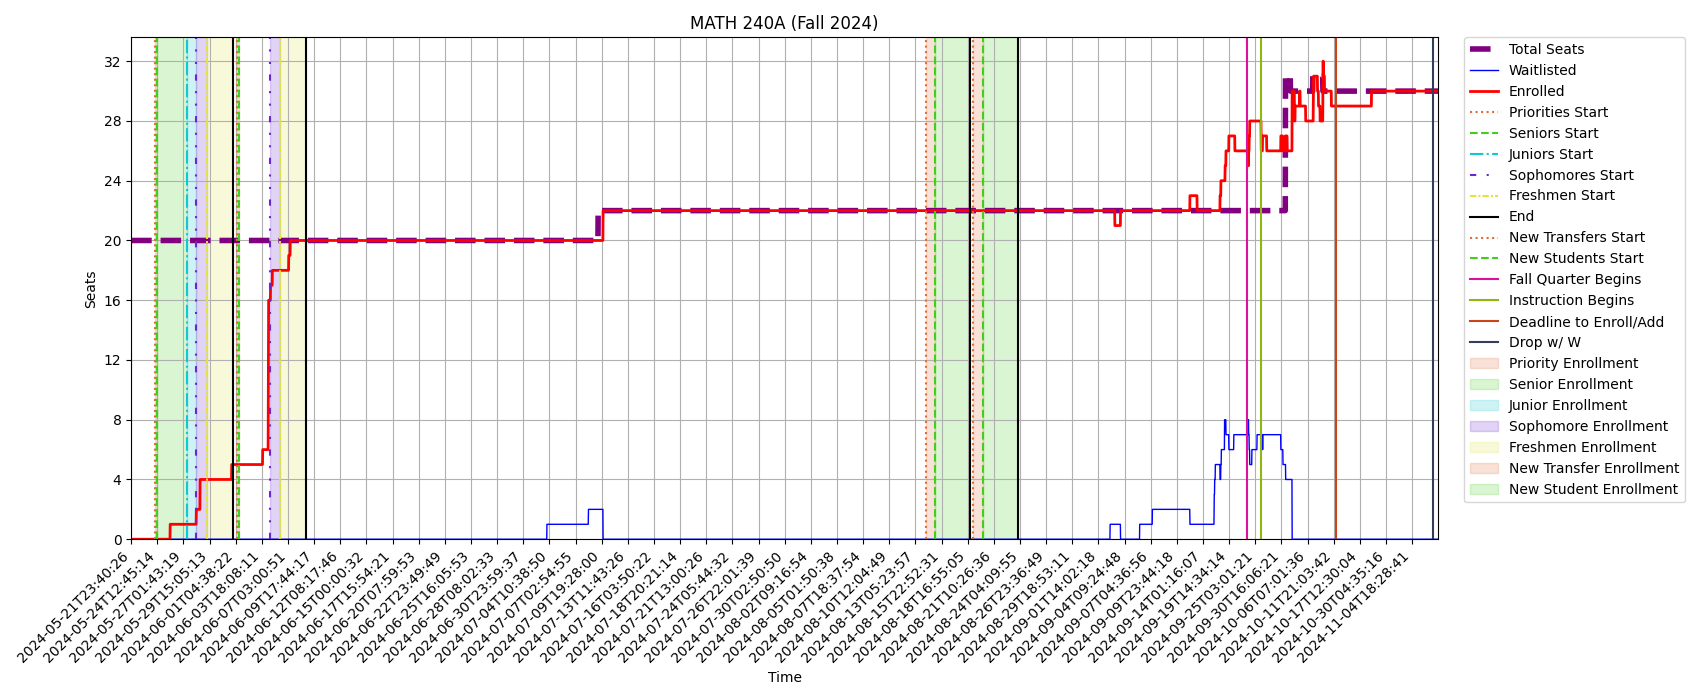 MATH 240A (Fall 2024)
Seats
32
28
24
20
16
12
8
4
0
2024-05-21T23:40:26
2024-05-24T12:45:14
2024-05-27T01:43:19
2024-05-29T15:05:13
2024-06-01T04:38:22
2024-06-03T18:08:11
2024-06-07T03:00:51
2024-06-09T17:44:17
2024-06-12T08:17:46
2024-06-15T00:00:32
2024-06-17T15:54:21
2024-06-20T07:59:53
2024-06-22T23:49:49
2024-06-25T16:05:53
2024-06-28T08:02:33
2024-06-30T23:59:37
2024-07-04T10:38:50
2024-07-07T02:54:55
2024-07-09T19:28:00
2024-07-13T11:43:26
2024-07-16T03:50:22
2024-07-18T20:21:14
2024-07-21T13:00:26
2024-07-24T05:44:32
2024-07-26T22:01:39
2024-07-30T02:50:50
2024-08-02T09:16:54
2024-08-05T01:50:38
2024-08-07T18:37:54
2024-08-10T12:04:49
2024-08-13T05:23:57
2024-08-15T22:52:31
2024-08-18T16:55:05
2024-08-21T10:26:36
2024-08-24T04:09:55
2024-08-26T23:36:49
2024-08-29T18:53:11
2024-09-01T14:02:18
2024-09-04T09:24:48
2024-09-07T04:36:56
2024-09-09T23:44:18
2024-09-14T01:16:07
2024-09-19T14:34:14
2024-09-25T03:01:21
2024-09-30T16:06:21
2024-10-06T07:01:36
2024-10-11T21:03:42
2024-10-17T12:30:04
2024-10-30T04:35:16
2024-11-04T18:28:41
Time
Total Seats
Waitlisted
Enrolled
Priorities Start
Seniors Start
Juniors Start
Sophomores Start
Freshmen Start
End
New Transfers Start
New Students Start
Fall Quarter Begins
Instruction Begins
Deadline to Enroll/Add
Drop w/ W
Priority Enrollment
Senior Enrollment
Junior Enrollment
Sophomore Enrollment
Freshmen Enrollment
New Transfer Enrollment
New Student Enrollment